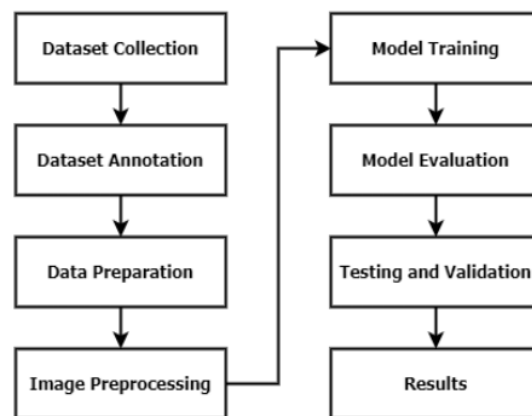 Dataset Collection
Dataset Annotation
Data Preparation
Image Preprocessing
Model Training
Model Evaluation
Testing and Validation
Results